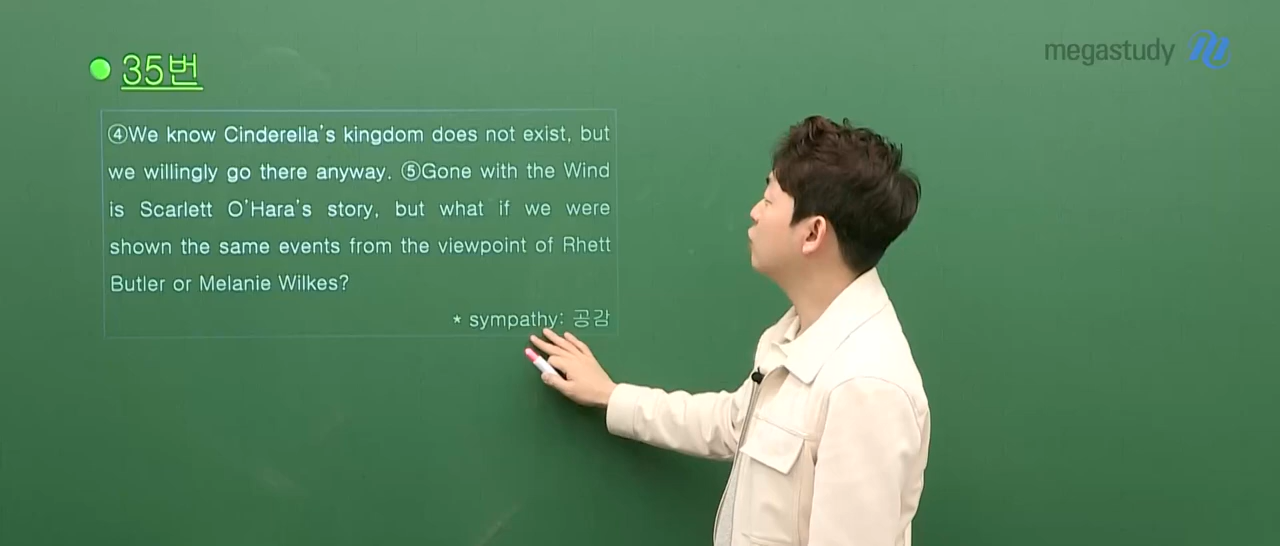 megastudy
35번
④We know Cinderella's kingdom does not exist, but
we willingly go there anyway. ⑤Gone with the Wind
is Scarlett O'Hara's story, but what if we were
shown the same events from the viewpoint of Rhett
Butler or Melanie Wilkes?
* sympathy: 공감